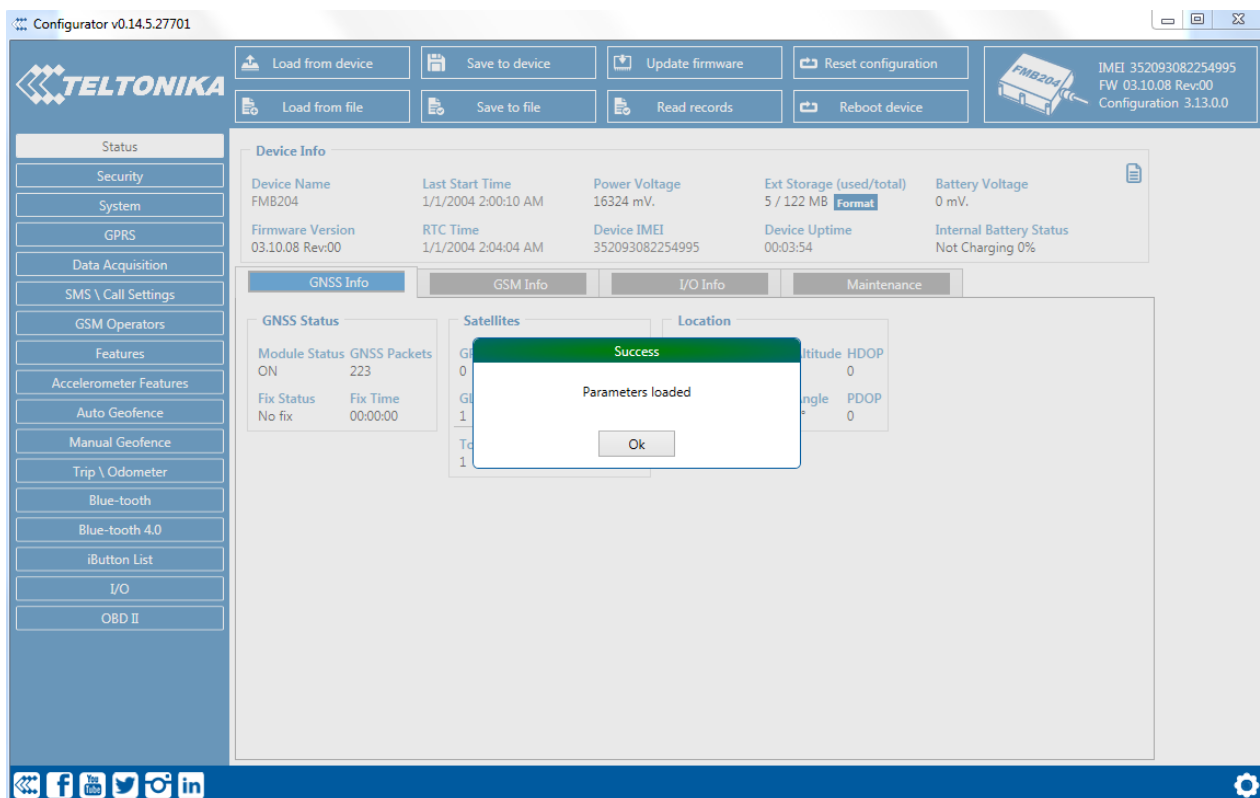 Configurator v0.14.5.27701
TELTONIKA
Load from device
Save to device
Update firmware
Reset configuration
Load from file
Save to file
Read records
Reboot device
FMB204
IMEI 352093082254995
FW 03.10.08 Rev:00
Configuration 3.13.0.0
Status
Security
System
GPRS
Data Acquisition
SMS \ Call Settings
GSM Operators
Features
Accelerometer Features
Auto Geofence
Manual Geofence
Trip \ Odometer
Blue-tooth
Blue-tooth 4.0
iButton List
I/O
OBD II
Device Info
Device Name
FMB204
Last Start Time
1/1/2004 2:00:10 AM
Power Voltage
16324 mV.
Ext Storage (used/total)
5 / 122 MB Format
Battery Voltage
0 mV.
Firmware Version
03.10.08 Rev:00
RTC Time
1/1/2004 2:04:04 AM
Device IMEI
352093082254995
Device Uptime
00:03:54
Internal Battery Status
Not Charging 0%
GNSS Info
GSM Info
I/O Info
Maintenance
GNSS Status
Module Status GNSS Packets
ON 223
Fix Status Fix Time
No fix 00:00:00
Satellites
0
1
1
Location
HDOP
0
PDOP
° 0
Success
Parameters loaded
Ok
You
Tube